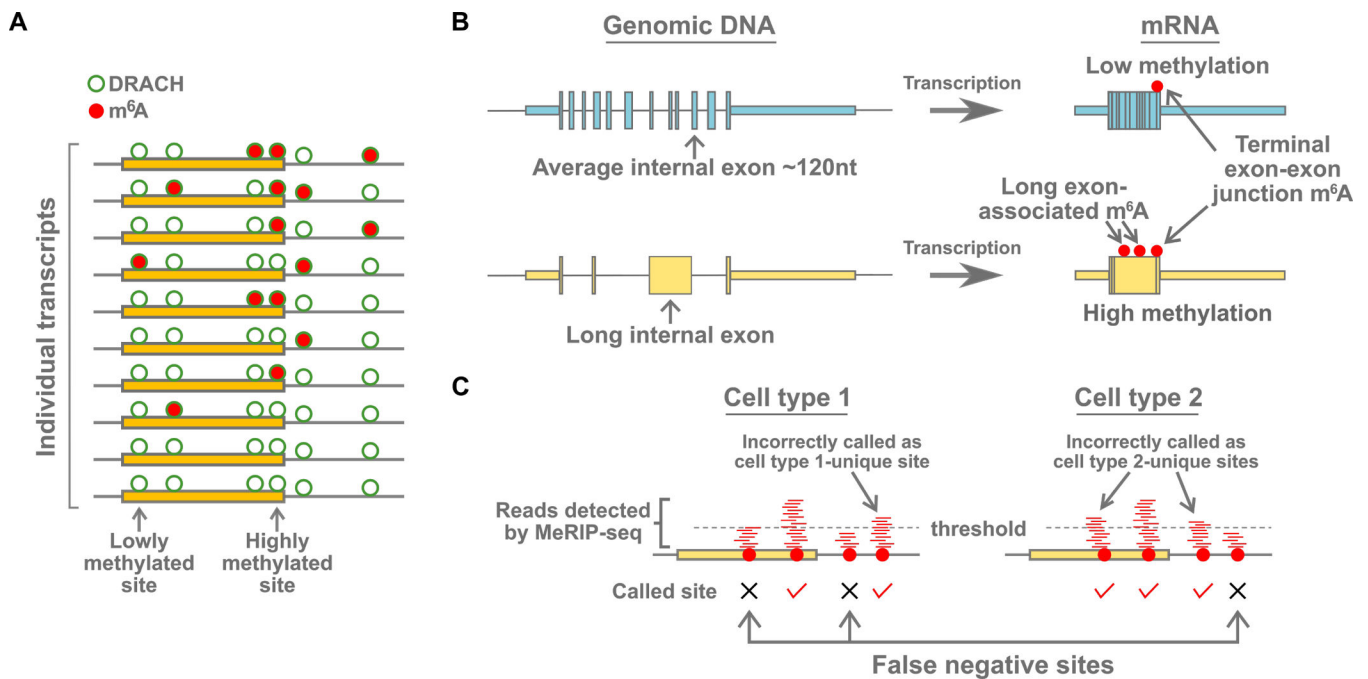 A
DRACH
m⁶A
Individual transcripts
Lowly
methylated
site
Highly
methylated
site
B
Genomic DNA
mRNA
Transcription
Low methylation
Average internal exon ~120nt
Terminal
exon-exon
junction m⁶A
Long exon-
associated m⁶A
Transcription
Long internal exon
High methylation
C
Cell type 1
Cell type 2
Incorrectly called as
cell type 1-unique site
Incorrectly called as
cell type 2-unique sites
Reads detected
by MeRIP-seq
threshold
Called site
False negative sites